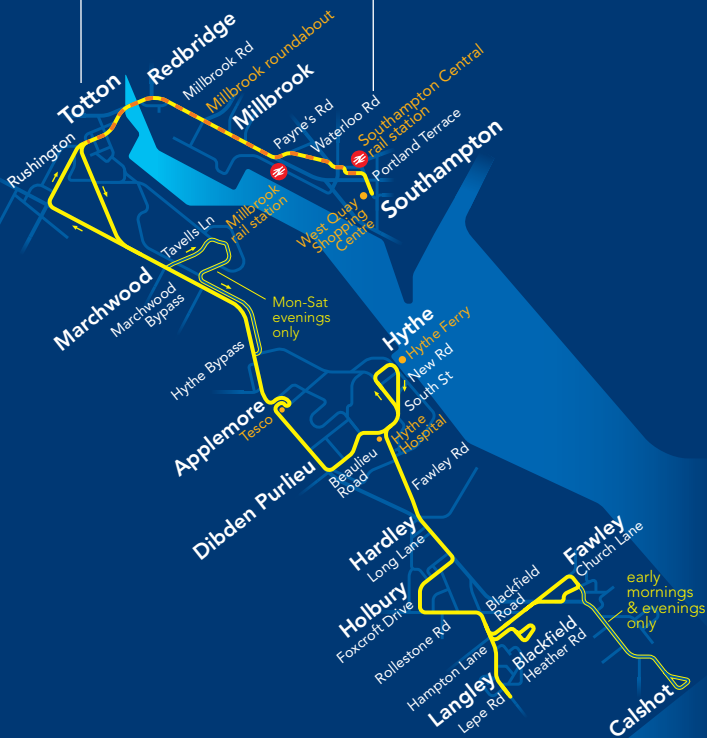 Redbridge
Millbrook Rd
Millbrook roundabout
Totton
Millbrook
Payne's Rd
Waterloo Rd
Southampton Central
rail station
Portland Terrace
Southampton
Rushington
Millbrook
rail station
West Quay
Shopping
Centre
Tavells Ln
Marchwood
Marchwood
Bypass
Mon-Sat
evenings
only
Hythe
Hythe Ferry
New Rd
South St
Hythe Bypass
Applemore
Tesco
Hythe
Hospital
Dibden Purlieu
Beaulieu
Road
Fawley Rd
Hardley
Long Lane
Fawley
Church Lane
early
mornings
& evenings
only
Holbury
Foxcroft Drive
Blackfield
Road
Rollestone Rd
Hampton Lane
Blackfield
Heather Rd
Langley
Lepe Rd
Calshot